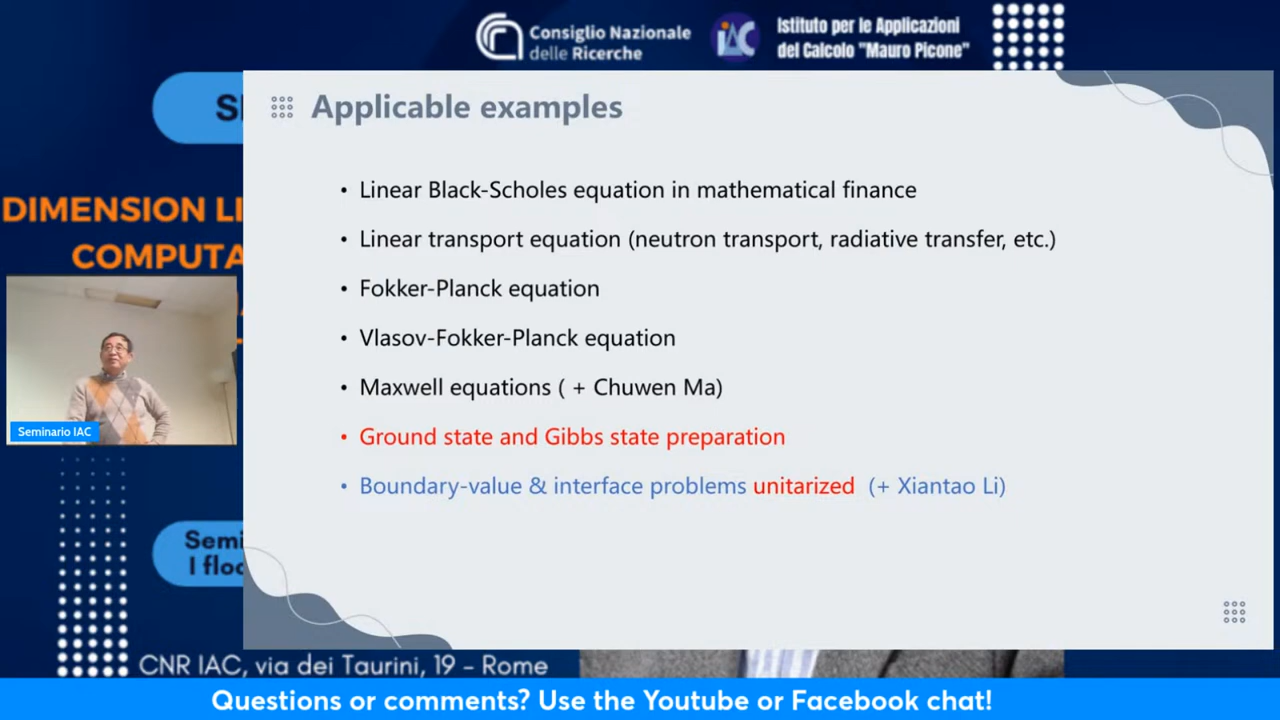 Consiglio Nazionale
delle Ricerche
iAC
Istituto per le Applicazioni
del Calcolo "Mauro Picone"
Applicable examples
• Linear Black-Scholes equation in mathematical finance
• Linear transport equation (neutron transport, radiative transfer, etc.)
• Fokker-Planck equation
• Vlasov-Fokker-Planck equation
• Maxwell equations ( + Chuwen Ma)
• Ground state and Gibbs state preparation
• Boundary-value & interface problems unitarized (+ Xiantao Li)
DIMENSION
Seminario IAC
CNR IAC, via dei Taurini, 19 - Rome
Questions or comments? Use the Youtube or Facebook chat!